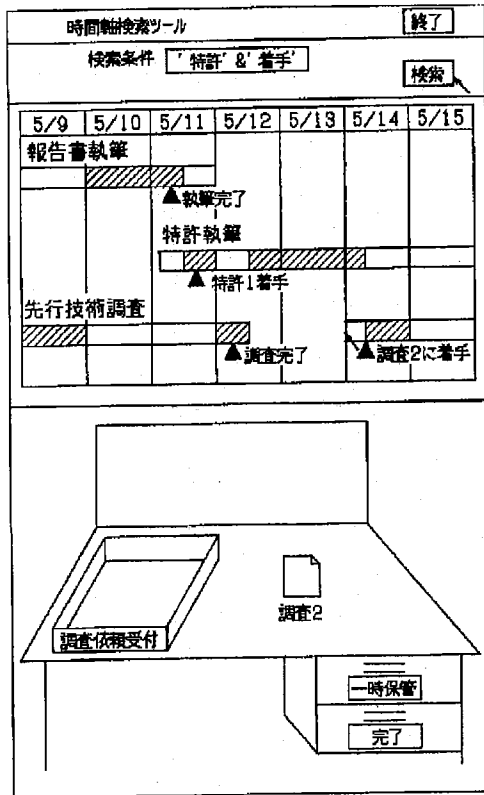 時間軸検索ツール
終了
検索条件 '特許'&'着手'
検索
5/9 5/10 5/11 5/12 5/13 5/14 5/15
報告書執筆
▲執筆完了
特許執筆
▲特許1着手
先行技術調査
▲調査完了 ▲調査2に着手
調査2
調査依頼受付
一時保管
完了